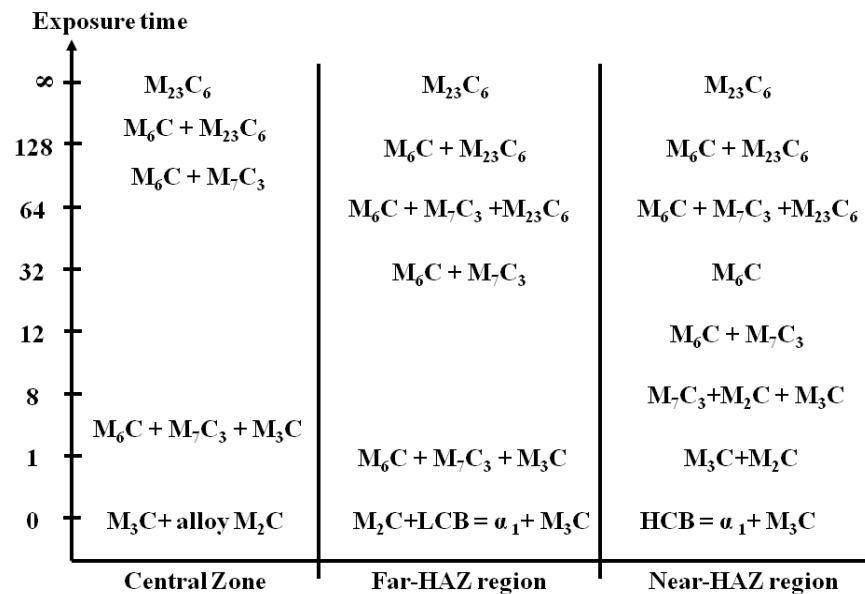 Exposure time
∞ M₂₃C₆ M₂₃C₆ M₂₃C₆
M₆C + M₂₃C₆
128 M₆C + M₂₃C₆ M₆C + M₂₃C₆
M₆C + M₇C₃
64 M₆C + M₇C₃ +M₂₃C₆ M₆C + M₇C₃ +M₂₃C₆
32 M₆C + M₇C₃ M₆C
12 M₆C + M₇C₃
8 M₇C₃+M₂C + M₃C
M₆C + M₇C₃ + M₃C
1 M₆C + M₇C₃ + M₃C M₃C+M₂C
0 M₃C+ alloy M₂C M₂C+LCB = α ₁+ M₃C HCB = α ₁+ M₃C
Central Zone Far-HAZ region Near-HAZ region